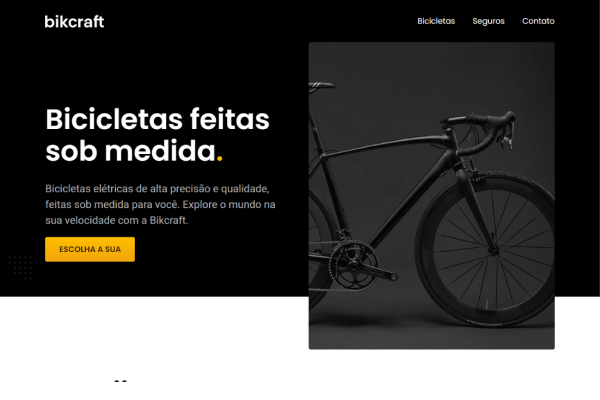 bikcraft
Bicicletas
Seguros
Contato
Bicicletas feitas
sob medida.
Bicicletas elétricas de alta precisão e qualidade,
feitas sob medida para você. Explore o mundo na
sua velocidade com a Bikcraft.
ESCOLHA A SUA